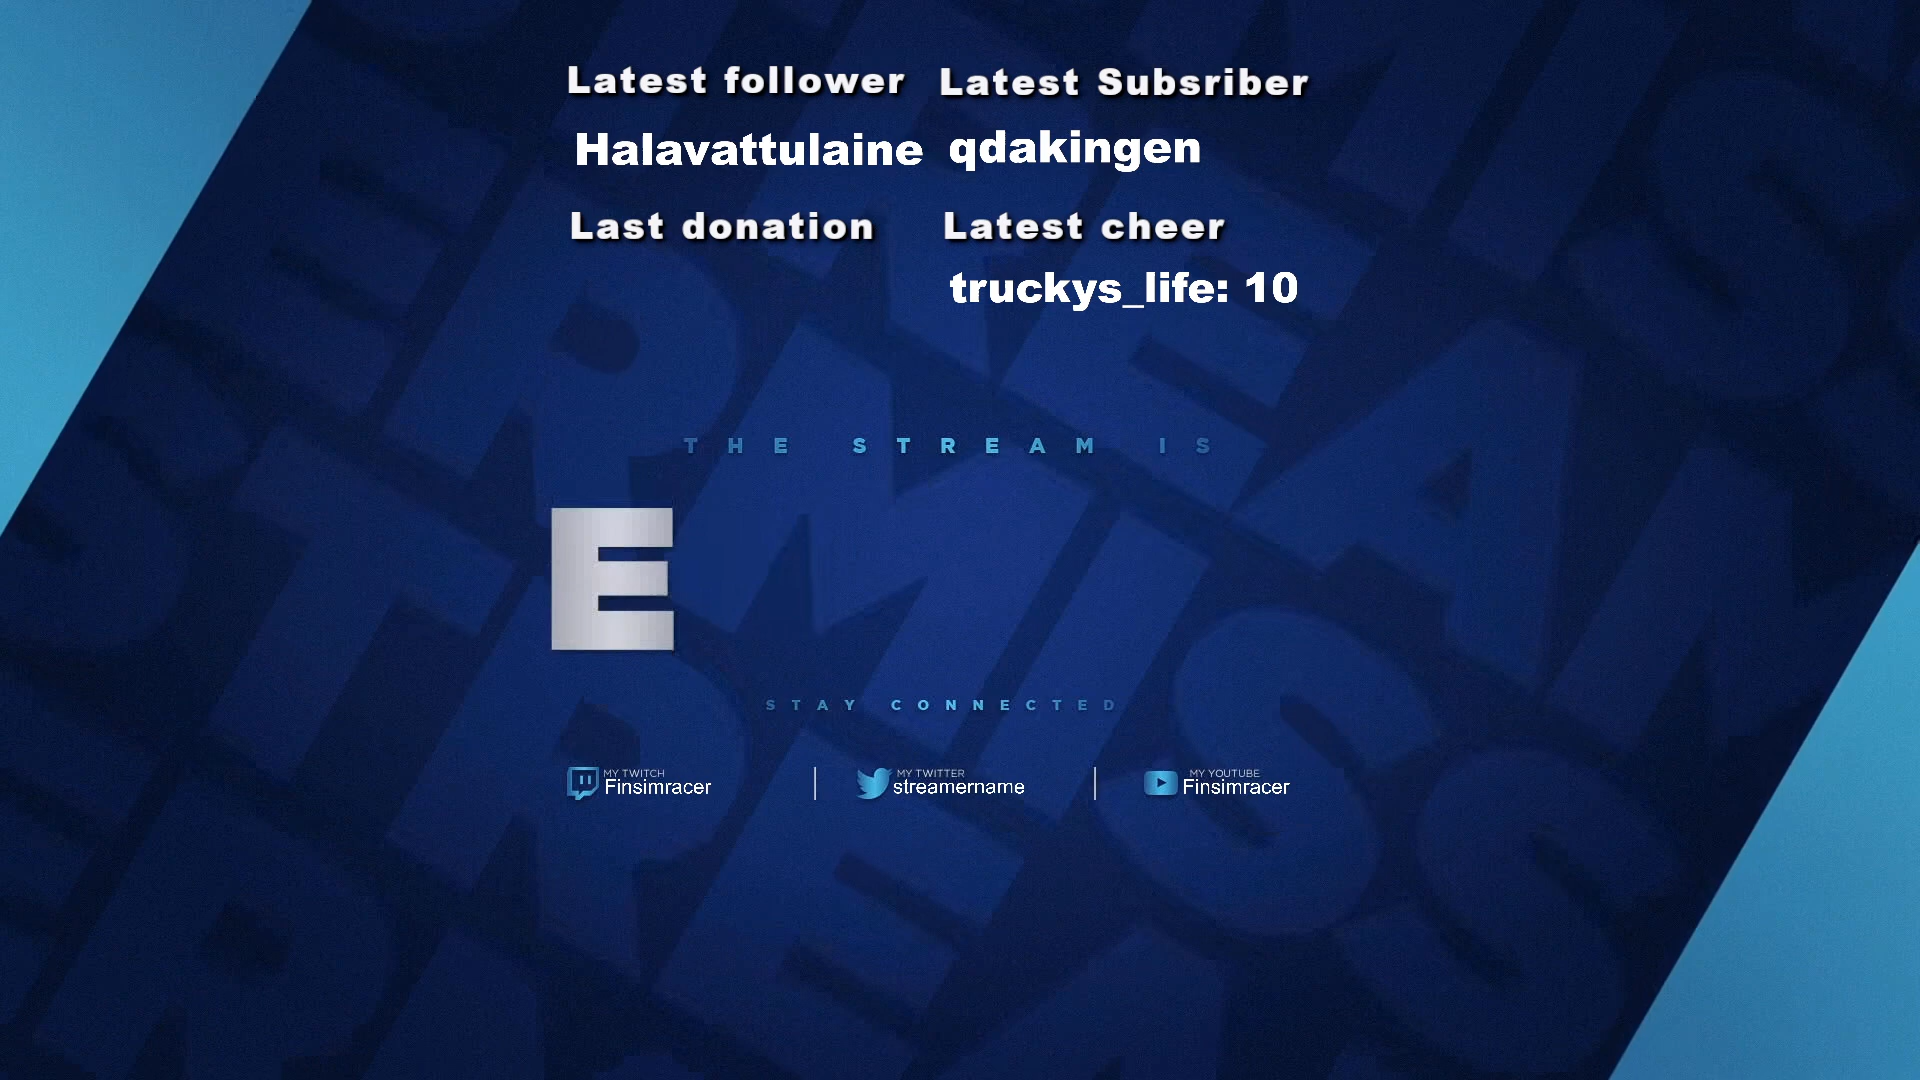 Latest follower Latest Subsriber
Halavattulaine qdakingen
Last donation Latest cheer
truckys_life: 10
THE STREAM IS
E
STAY CONNECTED
MY TWITCH MY TWITTER MY YOUTUBE
Finsimracer streamername Finsimracer